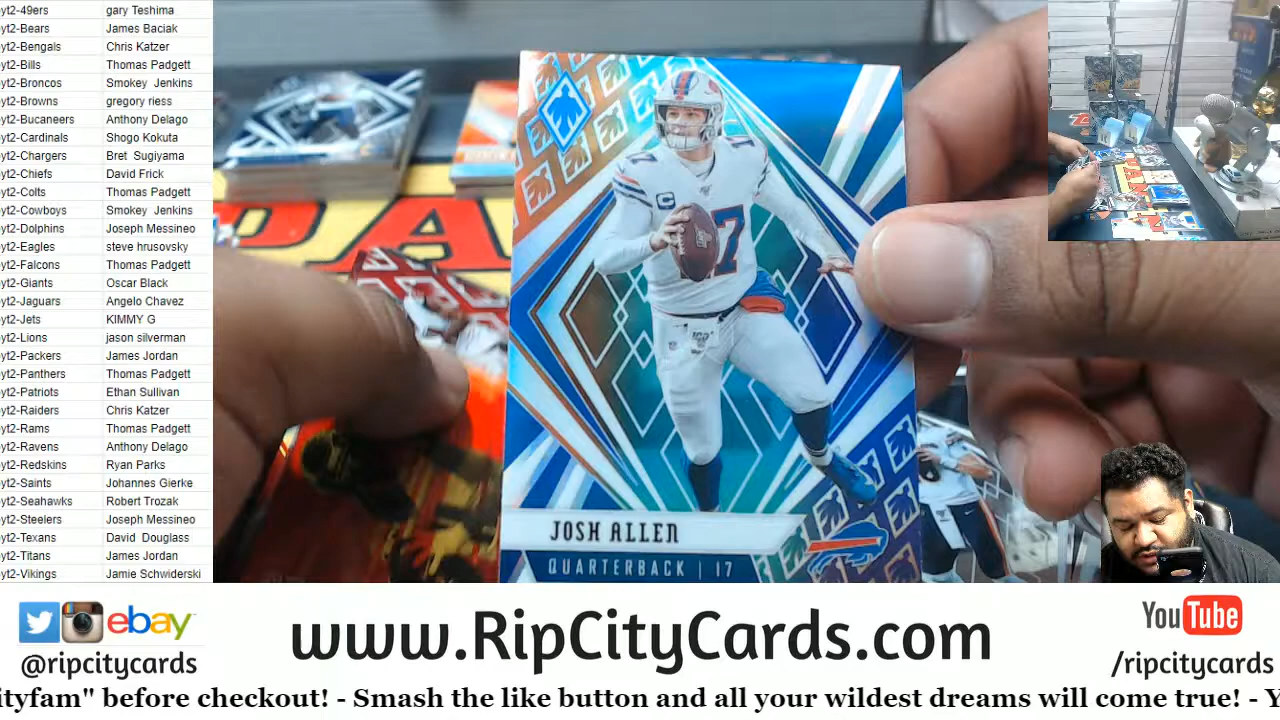 yt2-49ers gary Teshima
yt2-Bears James Baciak
yt2-Bengals Chris Katzer
yt2-Bills Thomas Padgett
yt2-Broncos Smokey Jenkins
yt2-Browns gregory riess
yt2-Bucaneers Anthony Delago
yt2-Cardinals Shogo Kokuta
yt2-Chargers Bret Sugiyama
yt2-Chiefs David Frick
yt2-Colts Thomas Padgett
yt2-Cowboys Smokey Jenkins
yt2-Dolphins Joseph Messineo
yt2-Eagles steve hrusovsky
yt2-Falcons Thomas Padgett
yt2-Giants Oscar Black
yt2-Jaguars Angelo Chavez
yt2-Jets KIMMY G
yt2-Lions jason silverman
yt2-Packers James Jordan
yt2-Panthers Thomas Padgett
yt2-Patriots Ethan Sullivan
yt2-Raiders Chris Katzer
yt2-Rams Thomas Padgett
yt2-Ravens Anthony Delago
yt2-Redskins Ryan Parks
yt2-Saints Johannes Gierke
yt2-Seahawks Robert Trozak
yt2-Steelers Joseph Messineo
yt2-Texans David Douglass
yt2-Titans James Jordan
yt2-Vikings Jamie Schwiderski
17
C
17
JOSH ALLEN
QUARTERBACK | 17
ebay
@ripcitycards
www.RipCityCards.com
YouTube
/ripcitycards
ityfam" before checkout! - Smash the like button and all your wildest dreams will come true! - Y